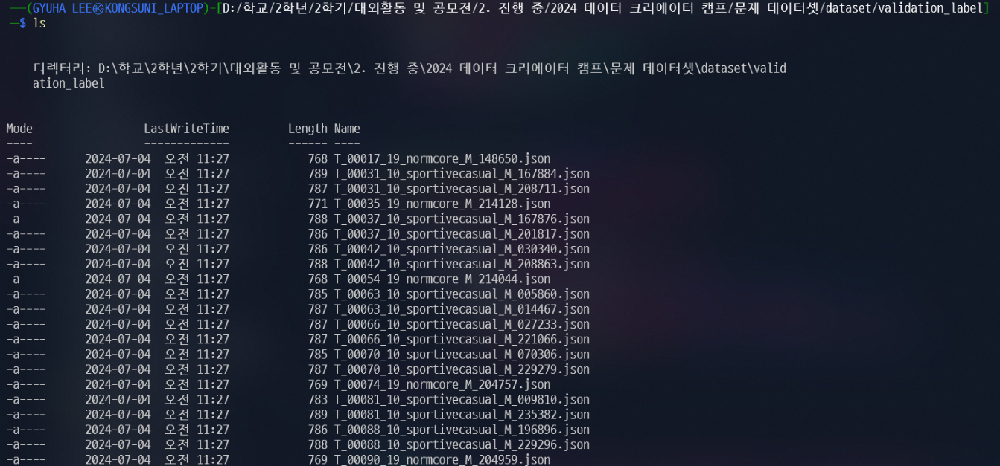 (GYUHA LEE㉿KONGSUNI_LAPTOP)-[D:/학교/2학년/2학기/대외활동 및 공모전/2. 진행 중/2024 데이터 크리에이터 캠프/문제 데이터셋/dataset/validation_label]
$ ls
디렉터리: D:\학교\2학년\2학기\대외활동 및 공모전\2. 진행 중\2024 데이터 크리에이터 캠프\문제 데이터셋\dataset\valid
ation_label
Mode LastWriteTime Length Name
---- ------------- ------ ----
-a---- 2024-07-04 오전 11:27 768 T_00017_19_normcore_M_148650.json
-a---- 2024-07-04 오전 11:27 789 T_00031_10_sportivecasual_M_167884.json
-a---- 2024-07-04 오전 11:27 787 T_00031_10_sportivecasual_M_208711.json
-a---- 2024-07-04 오전 11:27 771 T_00035_19_normcore_M_214128.json
-a---- 2024-07-04 오전 11:27 788 T_00037_10_sportivecasual_M_167876.json
-a---- 2024-07-04 오전 11:27 786 T_00037_10_sportivecasual_M_201817.json
-a---- 2024-07-04 오전 11:27 786 T_00042_10_sportivecasual_M_030340.json
-a---- 2024-07-04 오전 11:27 788 T_00042_10_sportivecasual_M_208863.json
-a---- 2024-07-04 오전 11:27 768 T_00054_19_normcore_M_214044.json
-a---- 2024-07-04 오전 11:27 785 T_00063_10_sportivecasual_M_005860.json
-a---- 2024-07-04 오전 11:27 787 T_00063_10_sportivecasual_M_014467.json
-a---- 2024-07-04 오전 11:27 787 T_00066_10_sportivecasual_M_027233.json
-a---- 2024-07-04 오전 11:27 787 T_00066_10_sportivecasual_M_221066.json
-a---- 2024-07-04 오전 11:27 785 T_00070_10_sportivecasual_M_070306.json
-a---- 2024-07-04 오전 11:27 787 T_00070_10_sportivecasual_M_229279.json
-a---- 2024-07-04 오전 11:27 769 T_00074_19_normcore_M_204757.json
-a---- 2024-07-04 오전 11:27 783 T_00081_10_sportivecasual_M_009810.json
-a---- 2024-07-04 오전 11:27 789 T_00081_10_sportivecasual_M_235382.json
-a---- 2024-07-04 오전 11:27 786 T_00088_10_sportivecasual_M_196896.json
-a---- 2024-07-04 오전 11:27 788 T_00088_10_sportivecasual_M_229296.json
-a---- 2024-07-04 오전 11:27 769 T_00090_19_normcore_M_204959.json